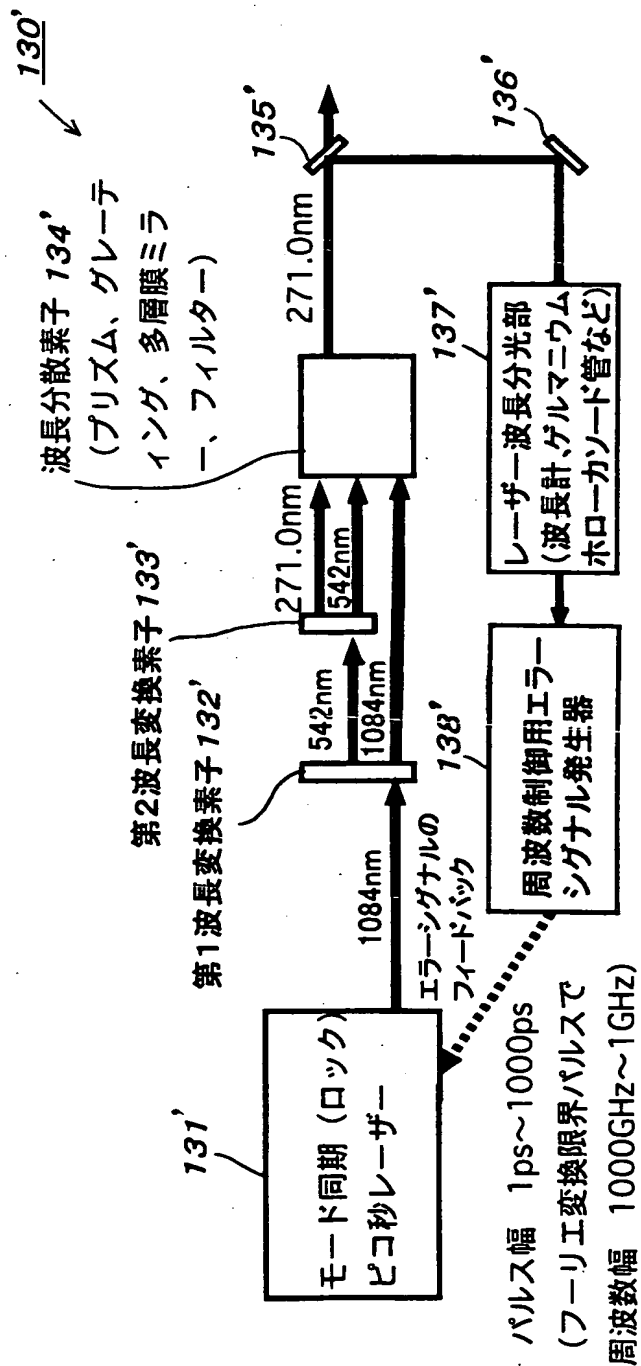 130'
波長分散素子 134'
(プリズム、グレーテ
ィング、多層膜ミラ
ー、フィルター)
第2波長変換素子 133'
第1波長変換素子 132'
131'
モード同期(ロック)
ピコ秒レーザー
1084nm
542nm
1084nm
271.0nm
542nm
271.0nm
135'
136'
137'
レーザー波長分光部
(波長計、ゲルマニウム
ホローカソード管など)
138'
周波数制御用エラー
シグナル発生器
エラーシグナルの
フィードバック
パルス幅 1ps〜1000ps
(フーリエ変換限界パルスで
周波数幅 1000GHz〜1GHz)